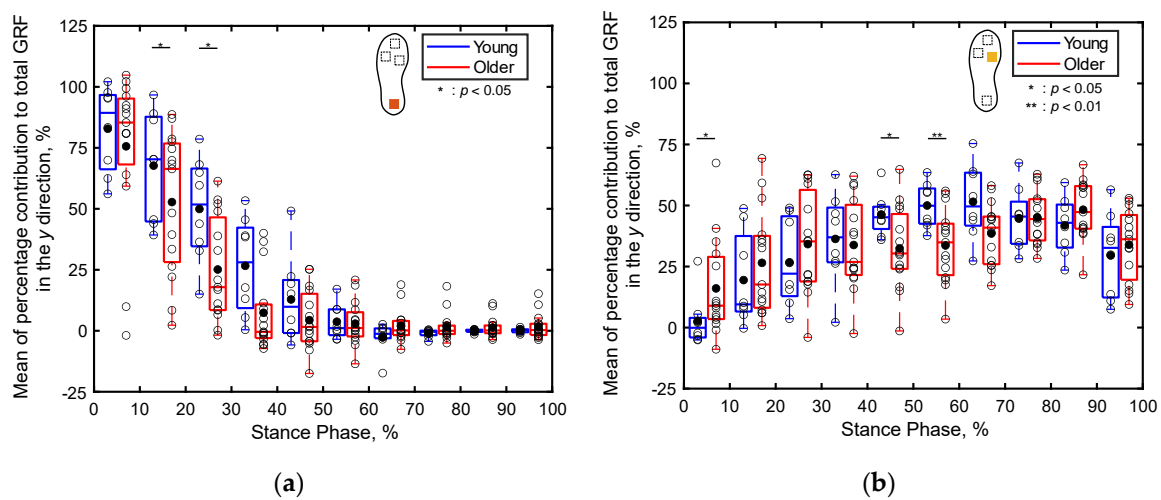 (a)
Mean of percentage contribution to total GRF
in the y direction, %
125
100
75
50
25
0
-25
0 10 20 30 40 50 60 70 80 90 100
Stance Phase, %
* *
Young
Older
* : p < 0.05
(b)
Mean of percentage contribution to total GRF
in the y direction, %
125
100
75
50
25
0
-25
0 10 20 30 40 50 60 70 80 90 100
Stance Phase, %
* * **
Young
Older
* : p < 0.05
** : p < 0.01